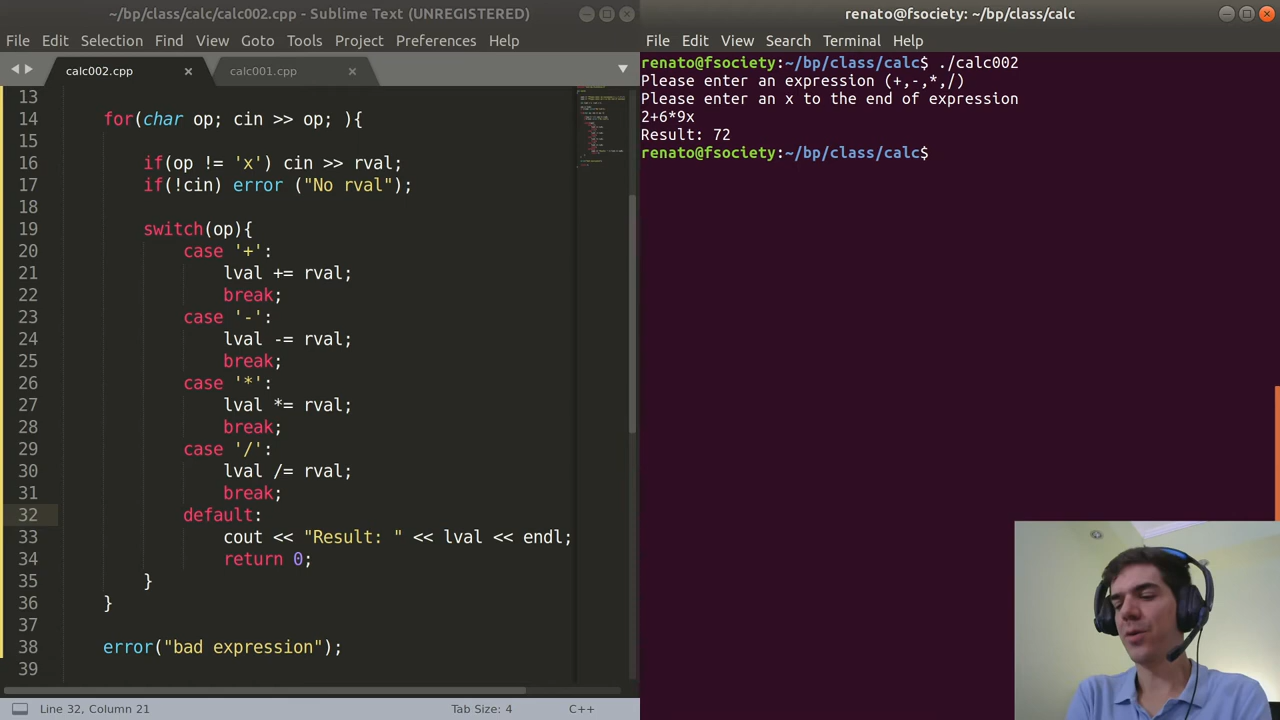 ~/bp/class/calc/calc002.cpp - Sublime Text (UNREGISTERED)
File Edit Selection Find View Goto Tools Project Preferences Help
calc002.cpp calc001.cpp
13
14 for(char op; cin >> op; ){
15
16 if(op != 'x') cin >> rval;
17 if(!cin) error ("No rval");
18
19 switch(op){
20 case '+':
21 lval += rval;
22 break;
23 case '-':
24 lval -= rval;
25 break;
26 case '*':
27 lval *= rval;
28 break;
29 case '/':
30 lval /= rval;
31 break;
32 default:
33 cout << "Result: " << lval << endl;
34 return 0;
35 }
36 }
37
38 error("bad expression");
39
Line 32, Column 21 Tab Size: 4 C++
renato@fsociety: ~/bp/class/calc
File Edit View Search Terminal Help
renato@fsociety:~/bp/class/calc$ ./calc002
Please enter an expression (+,-,*,/)
Please enter an x to the end of expression
2+6*9x
Result: 72
renato@fsociety:~/bp/class/calc$